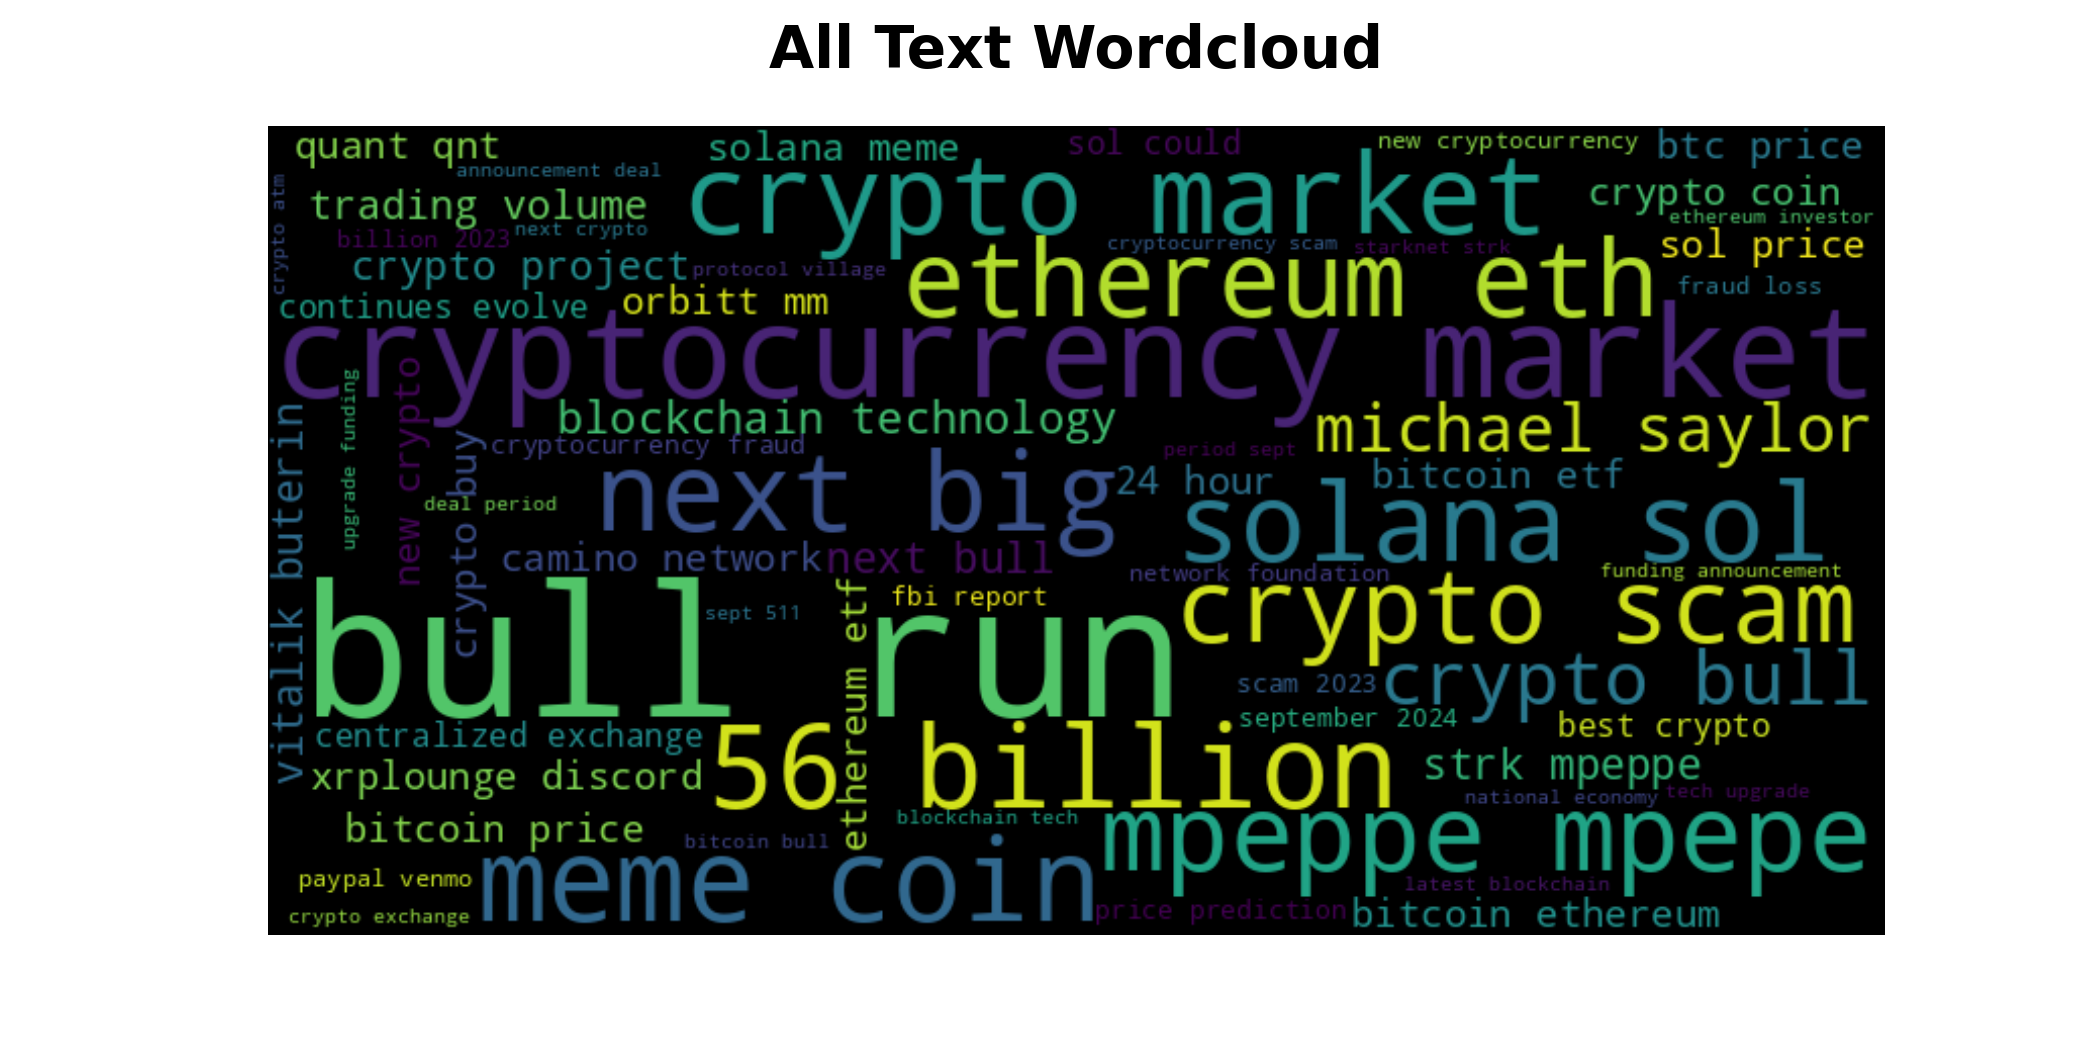 All Text Wordcloud
quant qnt
solana meme
sol could
new cryptocurrency
btc price
announcement deal
crypto market
crypto atm
trading volume
crypto coin
ethereum investor
next crypto
billion 2023
cryptocurrency scam
starknet strk
sol price
crypto project
protocol village
ethereum eth
fraud loss
continues evolve
orbitt mm
cryptocurrency market
upgrade funding
new crypto
blockchain technology
michael saylor
vitalik buterin
crypto buy
cryptocurrency fraud
period sept
next big
24 hour
bitcoin etf
deal period
solana sol
camino network
next bull
network foundation
funding announcement
bull run
sept 511
ethereum etf
fbi report
crypto scam
scam 2023
crypto bull
september 2024
best crypto
centralized exchange
56 billion
xrplounge discord
strk mpeppe
national economy
tech upgrade
bitcoin price
bitcoin bull
blockchain tech
mpeppe mpepe
paypal venmo
meme coin
latest blockchain
crypto exchange
price prediction
bitcoin ethereum